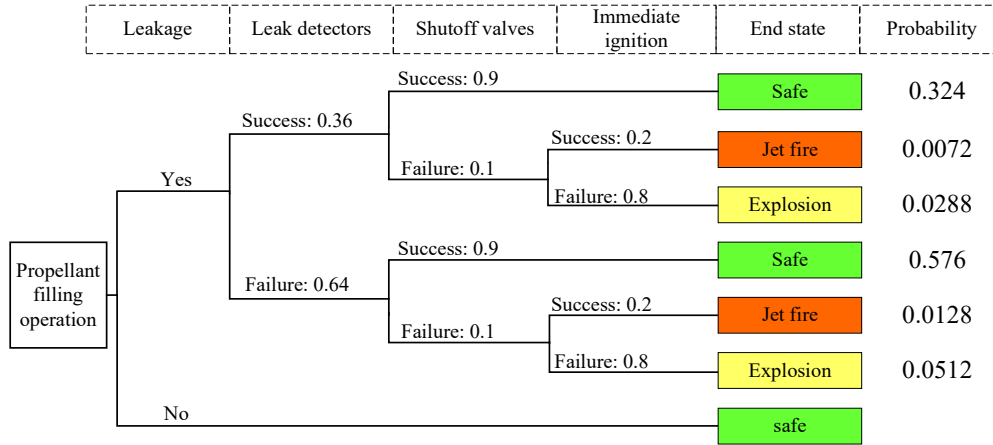 Leakage
Leak detectors
Shutoff valves
Immediate
ignition
End state
Probability
Success: 0.9
Safe
0.324
Success: 0.36
Success: 0.2
Jet fire
0.0072
Failure: 0.1
Yes
Failure: 0.8
Explosion
0.0288
Success: 0.9
Safe
0.576
Propellant
filling
operation
Failure: 0.64
Success: 0.2
Jet fire
0.0128
Failure: 0.1
Failure: 0.8
Explosion
0.0512
No
safe